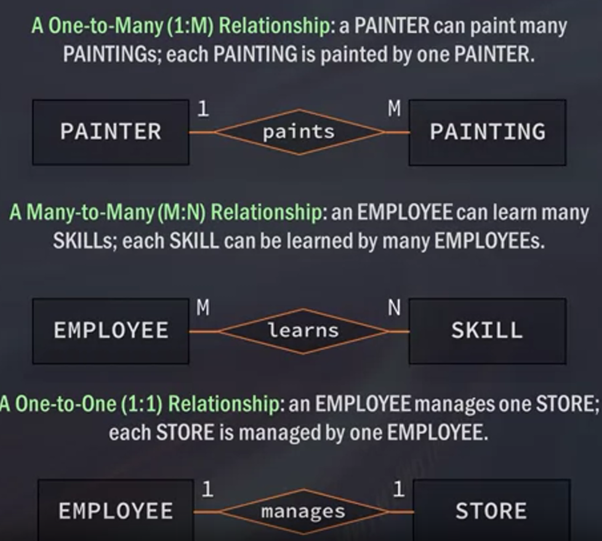 A One-to-Many (1:M) Relationship: a PAINTER can paint many
PAINTINGs; each PAINTING is painted by one PAINTER.
PAINTER 1 paints M PAINTING
A Many-to-Many (M:N) Relationship: an EMPLOYEE can learn many
SKILLs; each SKILL can be learned by many EMPLOYEEs.
EMPLOYEE M learns N SKILL
A One-to-One (1:1) Relationship: an EMPLOYEE manages one STORE;
each STORE is managed by one EMPLOYEE.
EMPLOYEE 1 manages 1 STORE